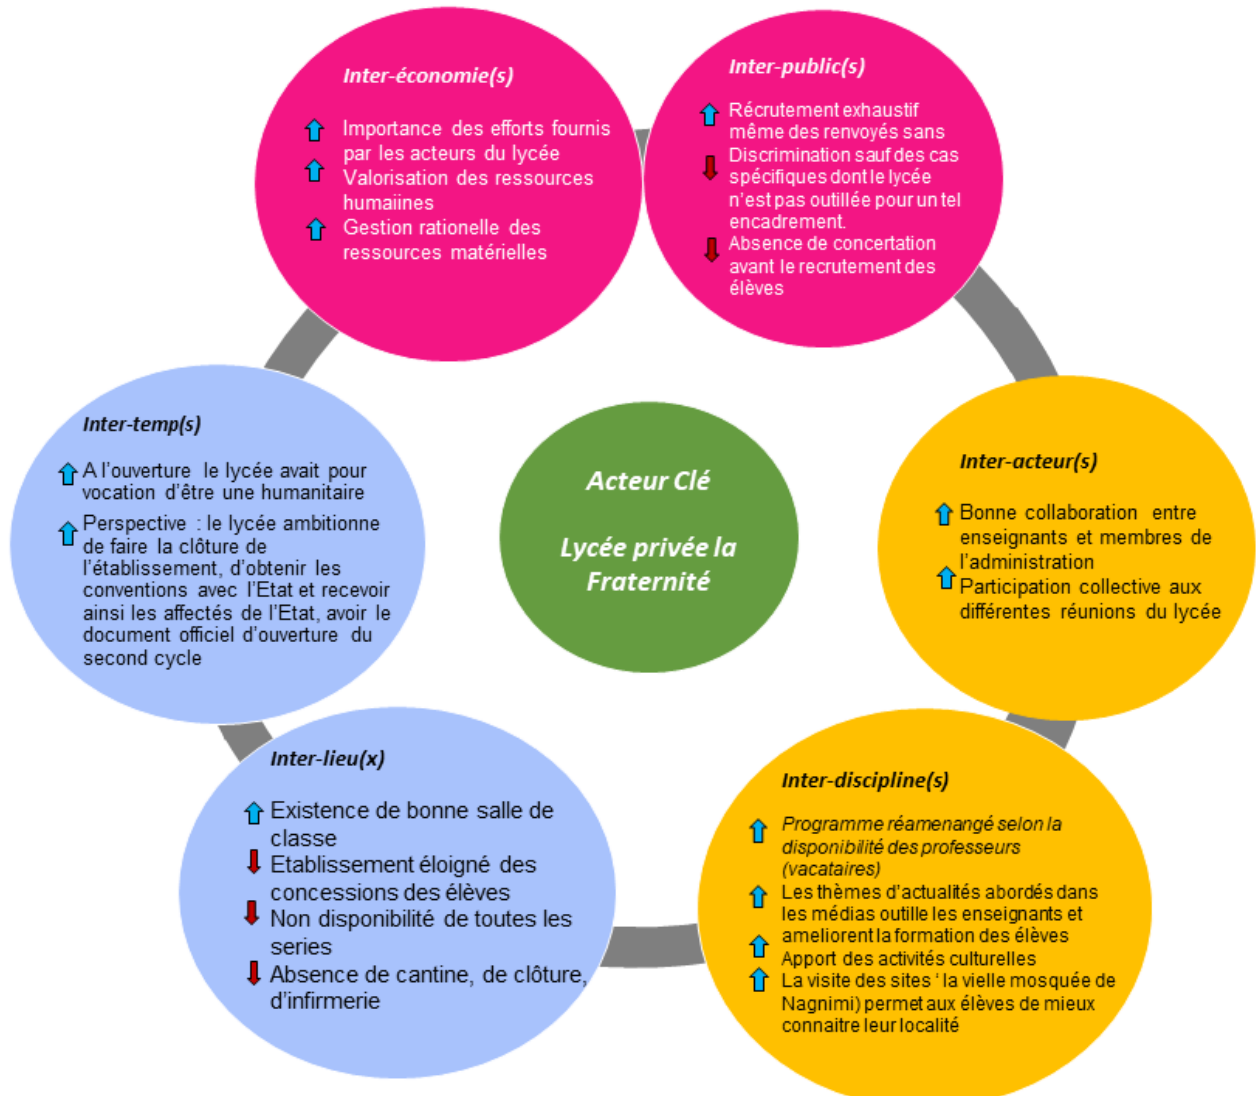 Inter-économie(s)
Importance des efforts fournis
par les acteurs du lycée
Valorisation des ressources
humaiines
Gestion rationelle des
ressources matérielles
Inter-public(s)
Récrutement exhaustif
même des renvoyés sans
Discrimination sauf des cas
spécifiques dont le lycée
n'est pas outillée pour un tel
encadrement.
Absence de concertation
avant le recrutement des
élèves
Inter-temp(s)
A l'ouverture le lycée avait pour
vocation d'être une humanitaire
Perspective : le lycée ambitionne
de faire la clôture de
l'établissement, d'obtenir les
conventions avec l'Etat et recevoir
ainsi les affectés de l'Etat, avoir le
document officiel d'ouverture du
second cycle
Acteur Clé
Lycée privée la
Fraternité
Inter-acteur(s)
Bonne collaboration entre
enseignants et membres de
l'administration
Participation collective aux
différentes réunions du lycée
Inter-lieu(x)
Existence de bonne salle de
classe
Etablissement éloigné des
concessions des élèves
Non disponibilité de toutes les
series
Absence de cantine, de clôture,
d'infirmerie
Inter-discipline(s)
Programme réamenangé selon la
disponibilité des professeurs
(vacataires)
Les thèmes d'actualités abordés dans
les médias outille les enseignants et
ameliorent la formation des élèves
Apport des activités culturelles
La visite des sites ' la vielle mosquée de
Nagnimi) permet aux élèves de mieux
connaitre leur localité